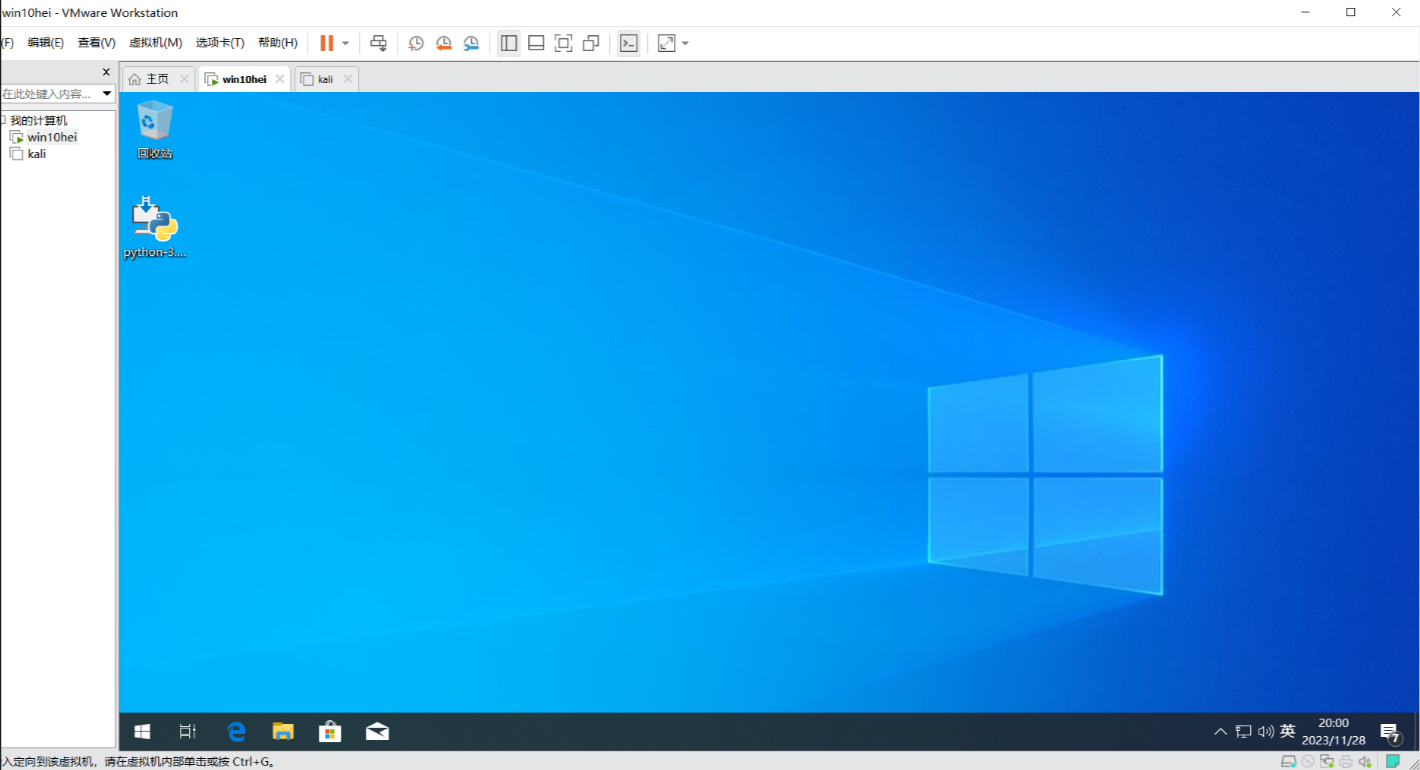 win10hei - VMware Workstation
(F) 编辑(E) 查看(V) 虚拟机(M) 选项卡(T) 帮助(H)
主页 win10hei kali
在此处键入内容...
我的计算机
win10hei
kali
回收站
python-3....
英
20:00
2023/11/28
7
入定向到该虚拟机，请在虚拟机内部单击或按 Ctrl+G。